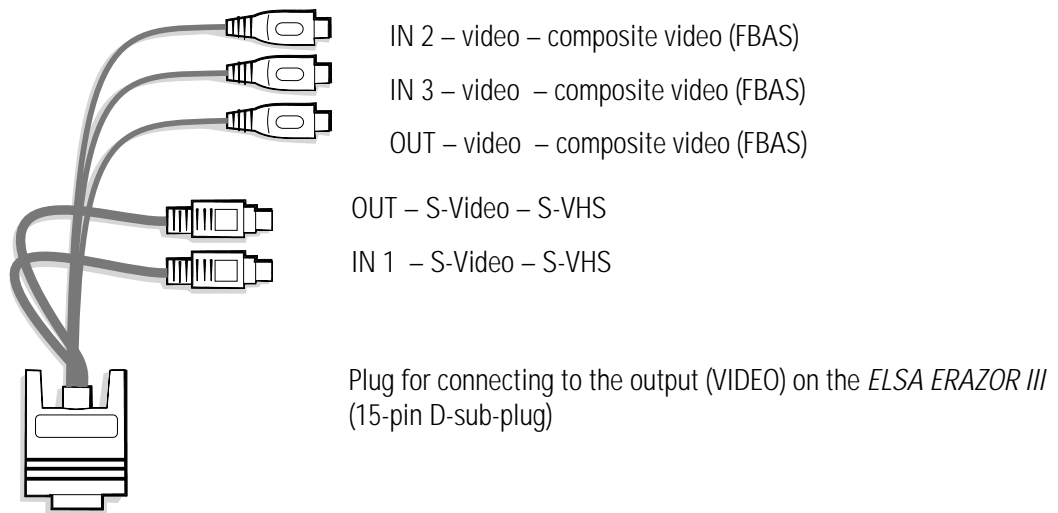 IN 2 – video – composite video (FBAS)
IN 3 – video – composite video (FBAS)
OUT – video – composite video (FBAS)
OUT – S-Video – S-VHS
IN 1 – S-Video – S-VHS
Plug for connecting to the output (VIDEO) on the ELSA ERAZOR III
(15-pin D-sub-plug)